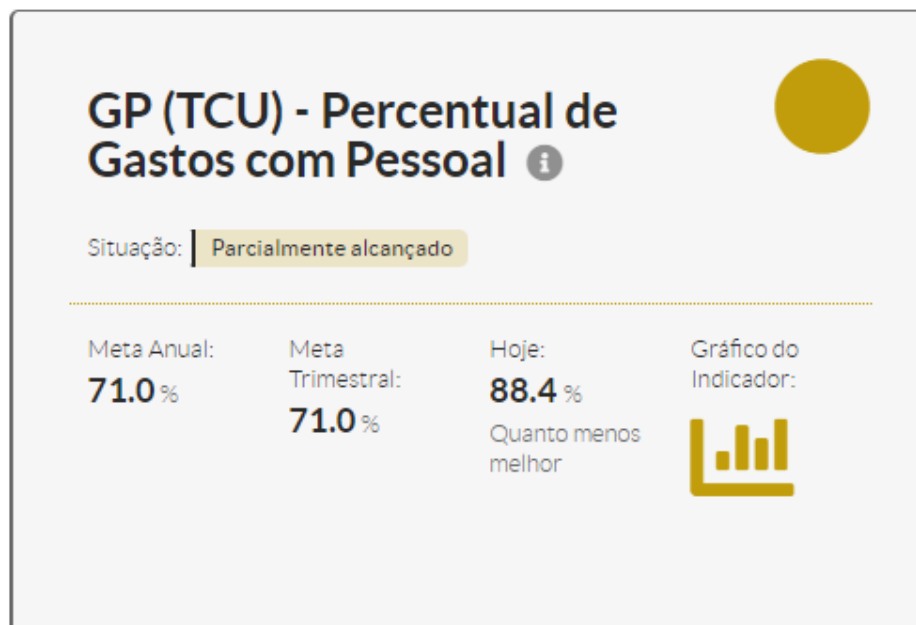 GP (TCU) - Percentual de
Gastos com Pessoal
Situação: Parcialmente alcançado
Meta Anual:
71.0 %
Meta
Trimestral:
71.0 %
Hoje:
88.4 %
Quanto menos
melhor
Gráfico do
Indicador: